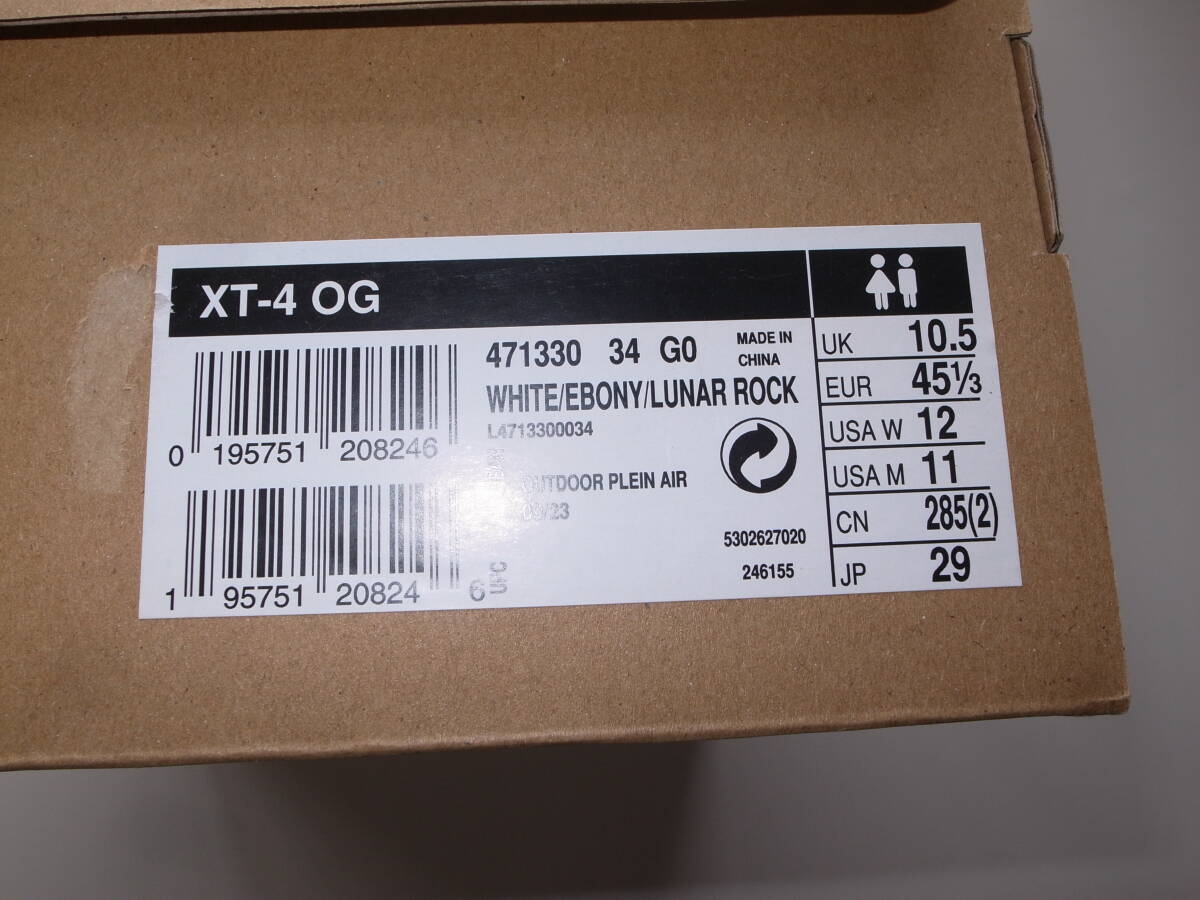 XT-4 OG
471330 34 G0 MADE IN CHINA
WHITE/EBONY/LUNAR ROCK
L4713300034
0 195751 208246
OUTDOOR PLEIN AIR
5302627020
246155
1 95751 20824 6
UPC
UK 10.5
EUR 45⅓
USA W 12
USA M 11
CN 285(2)
JP 29